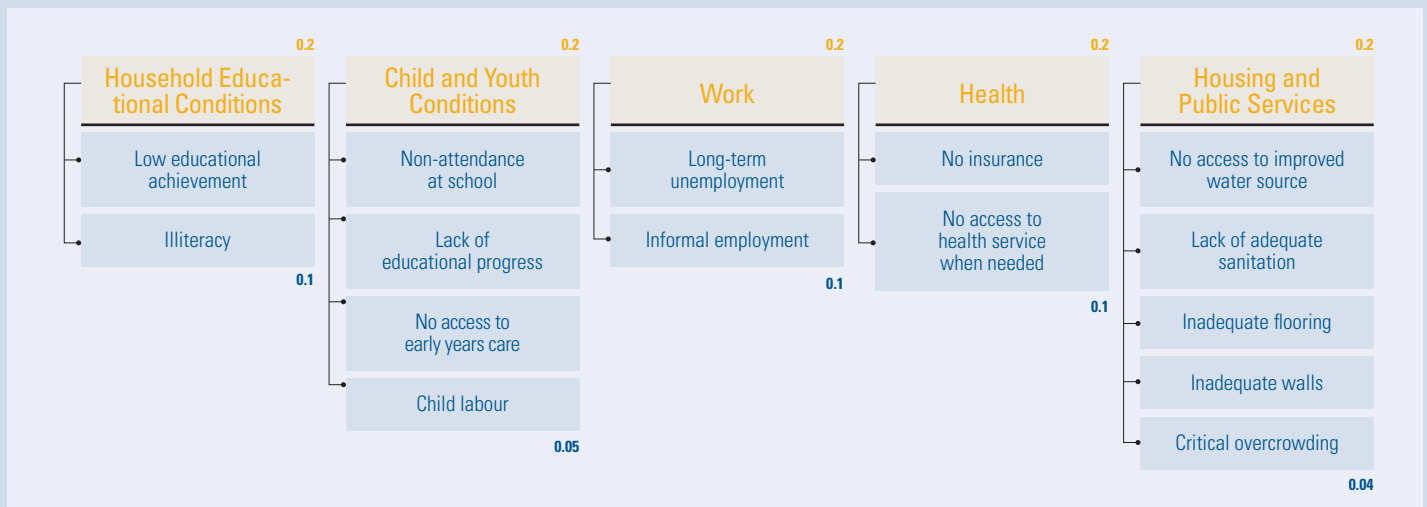 0.2
Household Educa-
tional Conditions
Low educational
achievement
Illiteracy
0.1
0.2
Child and Youth
Conditions
Non-attendance
at school
Lack of
educational progress
No access to
early years care
Child labour
0.05
0.2
Work
Long-term
unemployment
Informal employment
0.1
0.2
Health
No insurance
No access to
health service
when needed
0.1
0.2
Housing and
Public Services
No access to improved
water source
Lack of adequate
sanitation
Inadequate flooring
Inadequate walls
Critical overcrowding
0.04